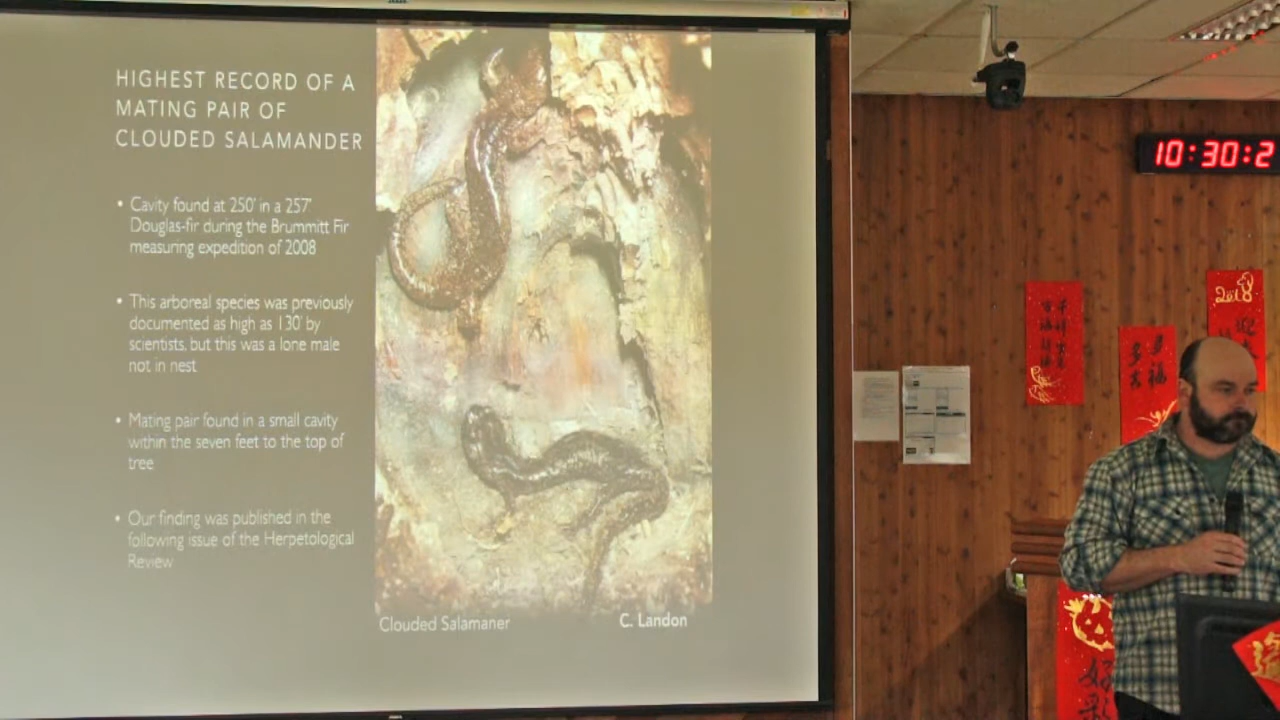 HIGHEST RECORD OF A
MATING PAIR OF
CLOUDED SALAMANDER
• Cavity found at 250' in a 257'
Douglas-fir during the Brummitt Fir
measuring expedition of 2008
• This arboreal species was previously
documented as high as 130' by
scientists, but this was a lone male
not in nest
• Mating pair found in a small cavity
within the seven feet to the top of
tree
• Our finding was published in the
following issue of the Herpetological
Review
Clouded Salamaner
C. Landon
10:30:2
2018
多福
好